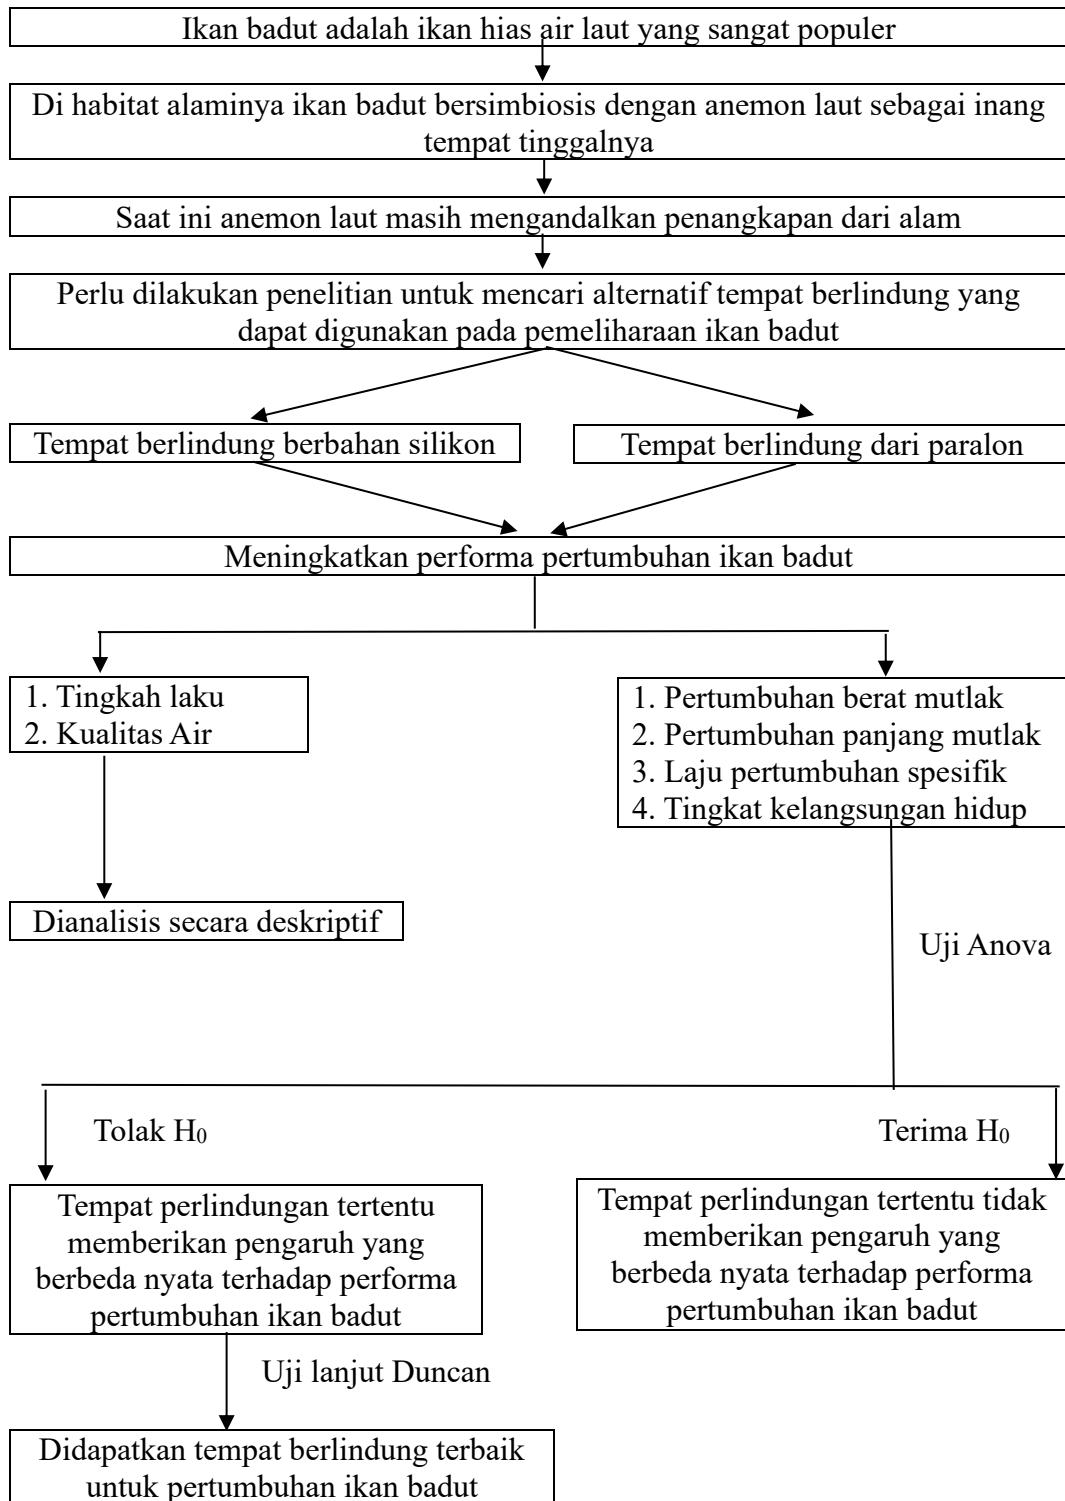 Ikan badut adalah ikan hias air laut yang sangat populer
Di habitat alaminya ikan badut bersimbiosis dengan anemon laut sebagai inang
tempat tinggalnya
Saat ini anemon laut masih mengandalkan penangkapan dari alam
Perlu dilakukan penelitian untuk mencari alternatif tempat berlindung yang
dapat digunakan pada pemeliharaan ikan badut
Tempat berlindung berbahan silikon
Tempat berlindung dari paralon
Meningkatkan performa pertumbuhan ikan badut
1. Tingkah laku
2. Kualitas Air
1. Pertumbuhan berat mutlak
2. Pertumbuhan panjang mutlak
3. Laju pertumbuhan spesifik
4. Tingkat kelangsungan hidup
Dianalisis secara deskriptif
Uji Anova
Tolak H₀
Terima H₀
Tempat perlindungan tertentu
memberikan pengaruh yang
berbeda nyata terhadap performa
pertumbuhan ikan badut
Tempat perlindungan tertentu tidak
memberikan pengaruh yang
berbeda nyata terhadap performa
pertumbuhan ikan badut
Uji lanjut Duncan
Didapatkan tempat berlindung terbaik
untuk pertumbuhan ikan badut